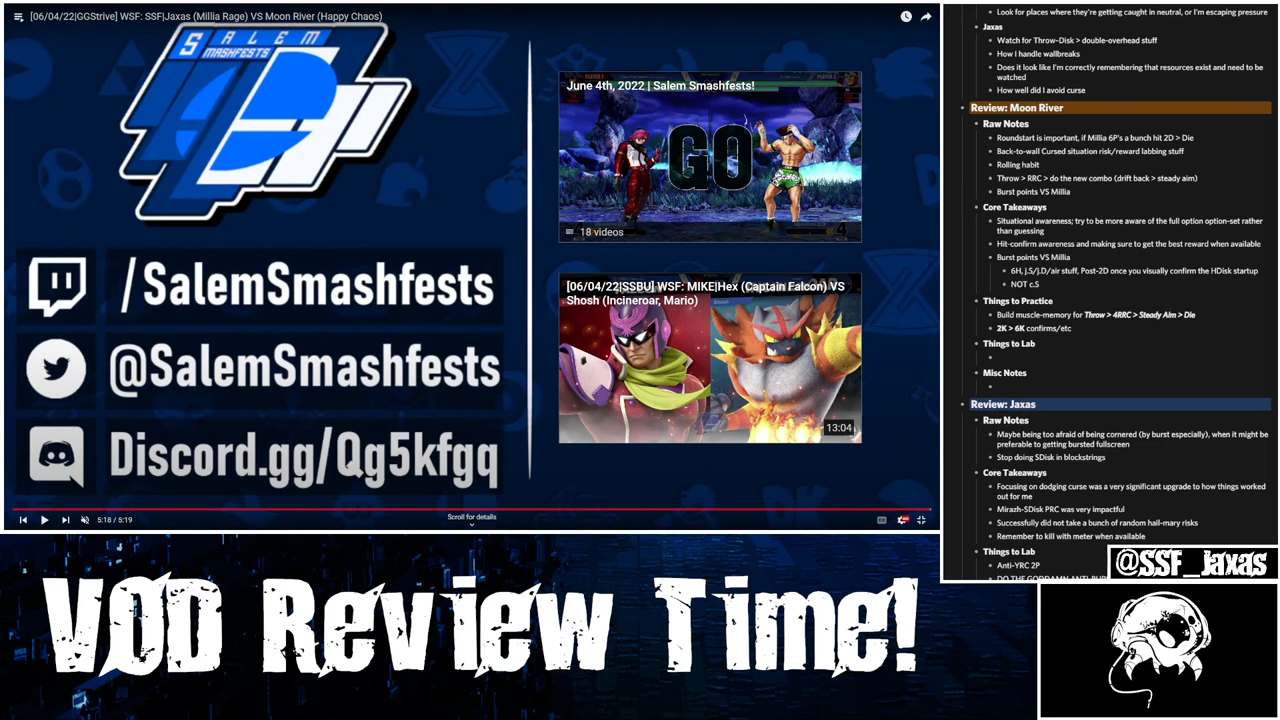 [06/04/22|GGStrive] WSF: SSF|Jaxas (Millia Rage) VS Moon River (Happy Chaos)
SALEM
SMASHFESTS
/SalemSmashfests
@SalemSmashfests
Discord.gg/Qg5kfgq
June 4th, 2022 | Salem Smashfests!
GO
18 videos
[06/04/22|SSBU] WSF: MIKE|Hex (Captain Falcon) VS
Shosh (Incineroar, Mario)
13:04
5:18 / 5:19
Scroll for details
Look for places where they're getting caught in neutral, or I'm escaping pressure
Jaxas
Watch for Throw-Disk > double-overhead stuff
How I handle wallbreaks
Does it look like I'm correctly remembering that resources exist and need to be
watched
How well did I avoid curse
Review: Moon River
Raw Notes
Roundstart is important, if Millia 6P's a bunch hit 2D > Die
Back-to-wall Cursed situation risk/reward labbing stuff
Rolling habit
Throw > RRC > do the new combo (drift back > steady aim)
Burst points VS Millia
Core Takeaways
Situational awareness; try to be more aware of the full option option-set rather
than guessing
Hit-confirm awareness and making sure to get the best reward when available
Burst points VS Millia
6H, j.S/j.D/air stuff, Post-2D once you visually confirm the HDisk startup
NOT c.S
Things to Practice
Build muscle-memory for Throw > 4RRC > Steady Aim > Die
2K > 6K confirms/etc
Things to Lab
Misc Notes
Review: Jaxas
Raw Notes
Maybe being too afraid of being cornered (by burst especially), when it might be
preferable to getting bursted fullscreen
Stop doing SDisk in blockstrings
Core Takeaways
Focusing on dodging curse was a very significant upgrade to how things worked
out for me
Mirazh-SDisk PRC was very impactful
Successfully did not take a bunch of random hail-mary risks
Remember to kill with meter when available
Things to Lab
Anti-YRC 2P
@SSF_Jaxas
VOD Review Time!